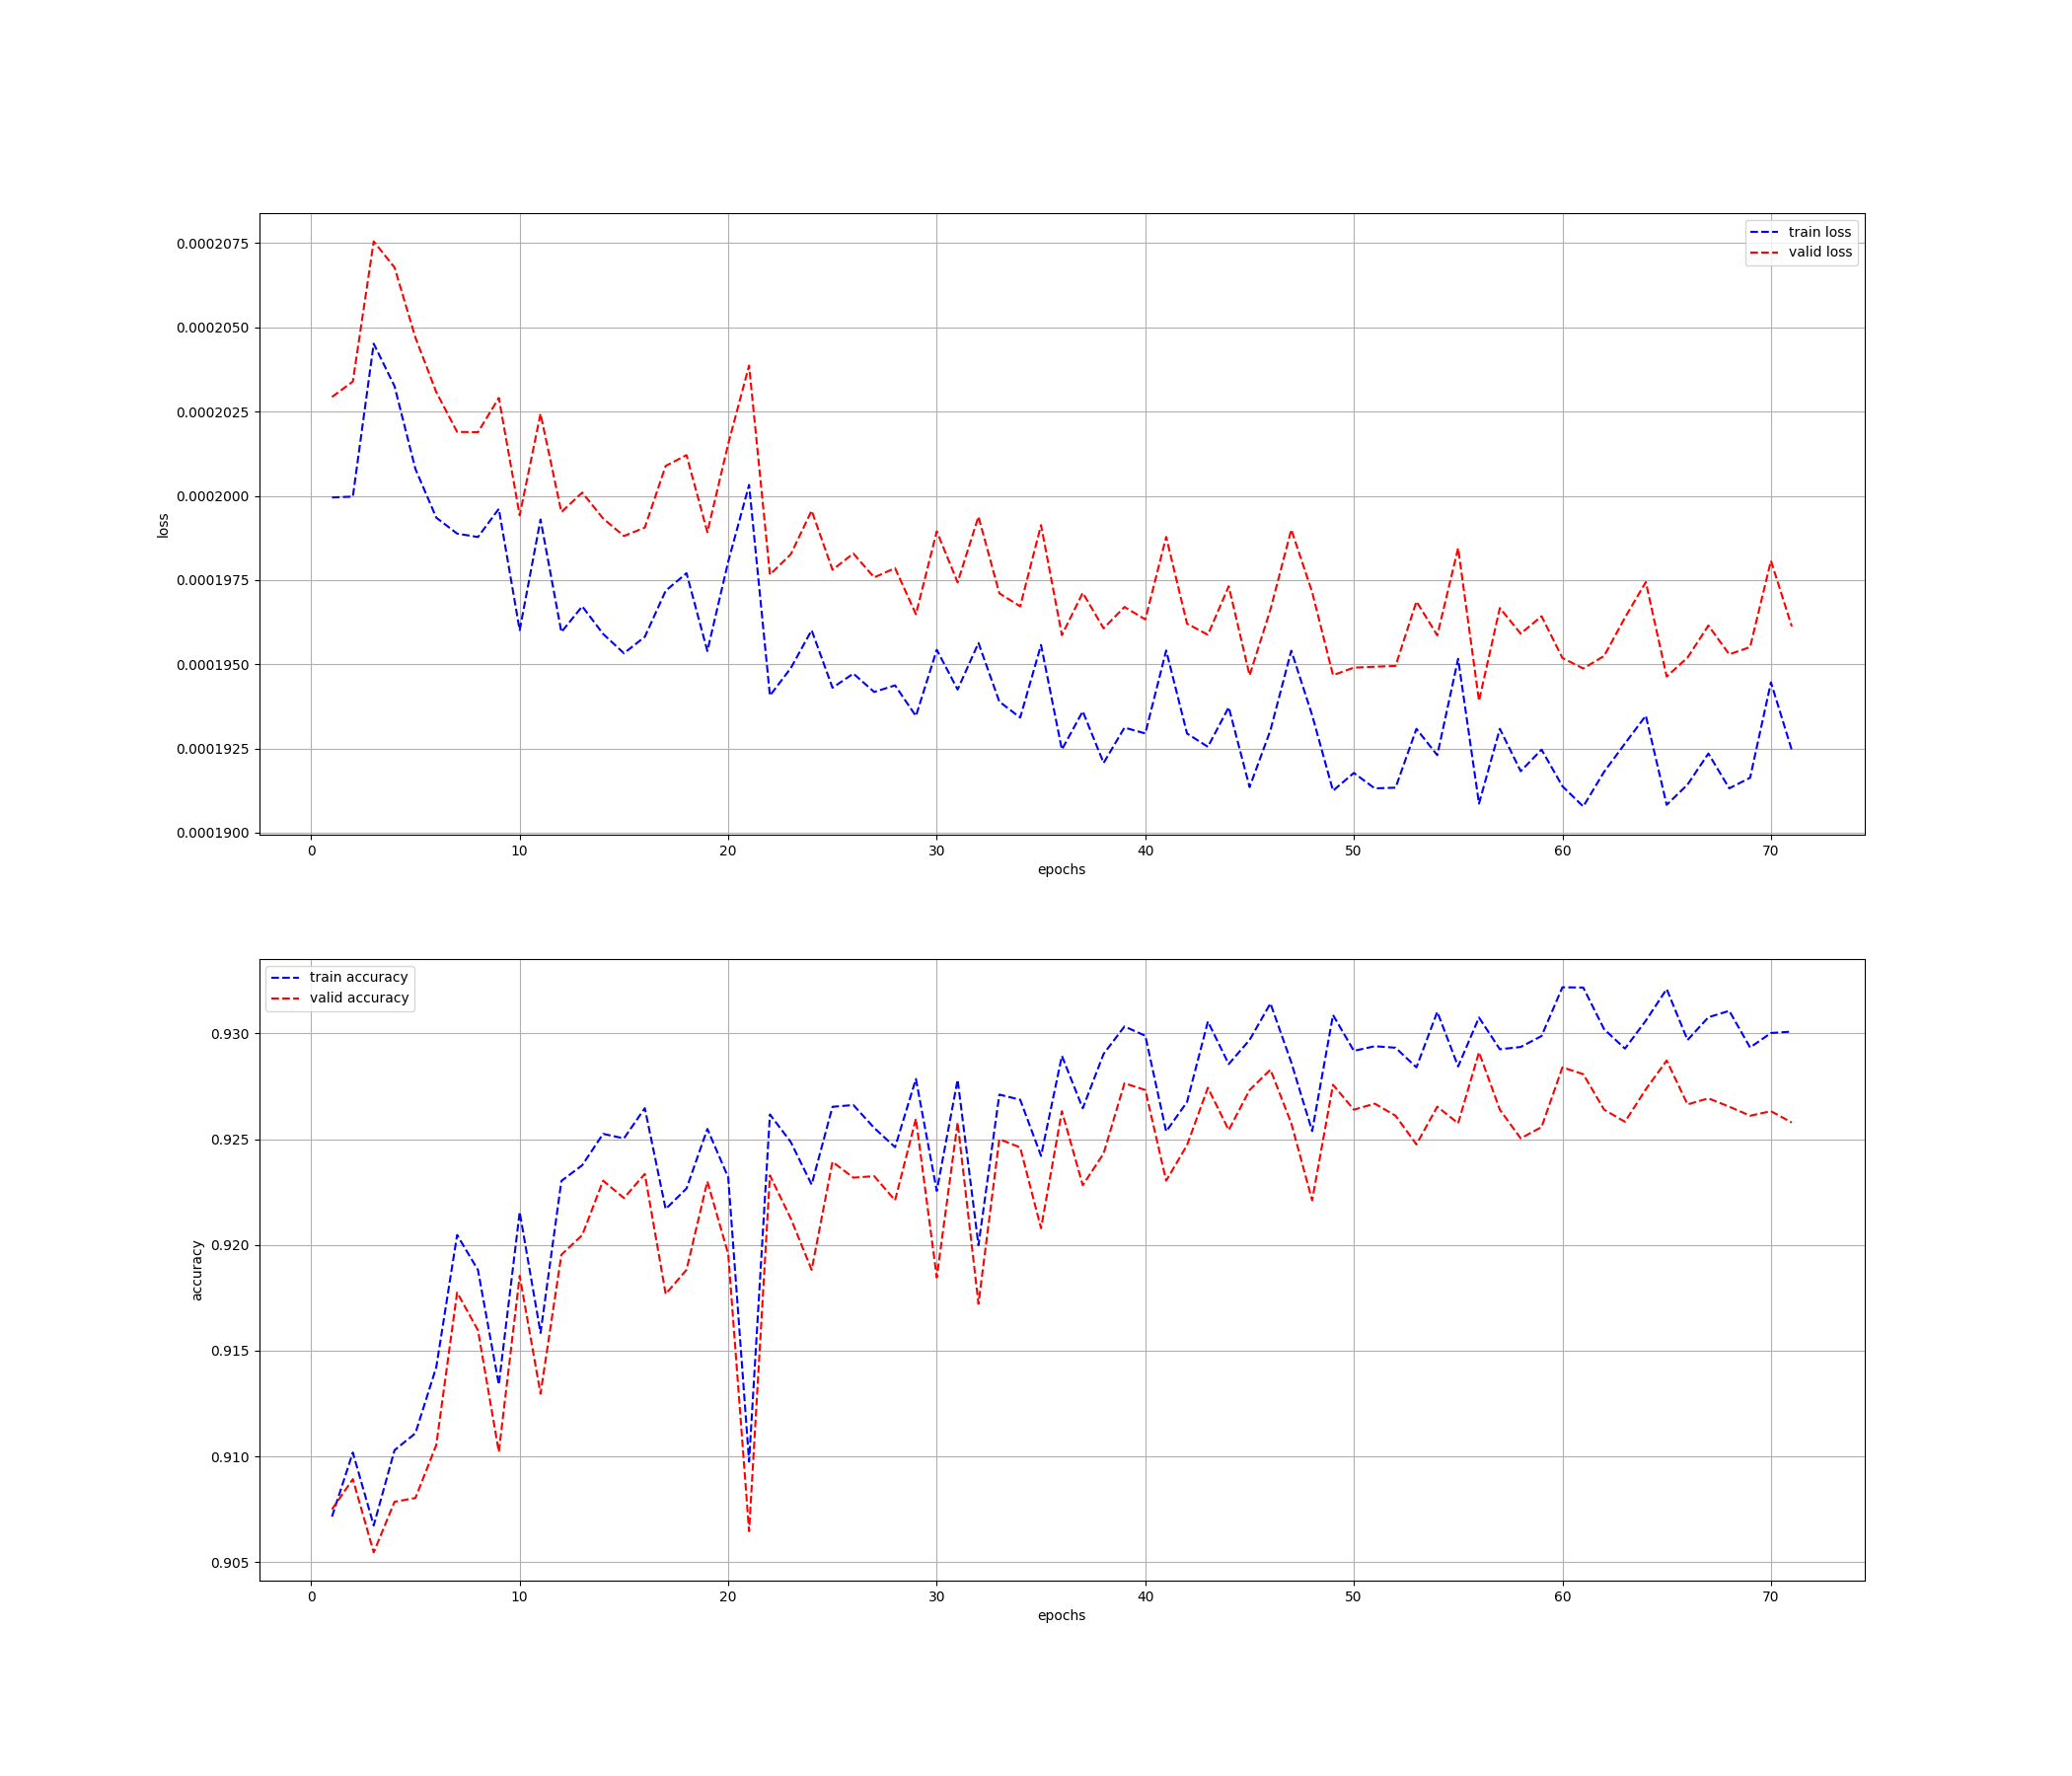 train loss
valid loss
0.0002075
0.0002050
0.0002025
0.0002000
0.0001975
0.0001950
0.0001925
0.0001900
loss
0 10 20 30 40 50 60 70
epochs
train accuracy
valid accuracy
0.930
0.925
0.920
0.915
0.910
0.905
accuracy
0 10 20 30 40 50 60 70
epochs